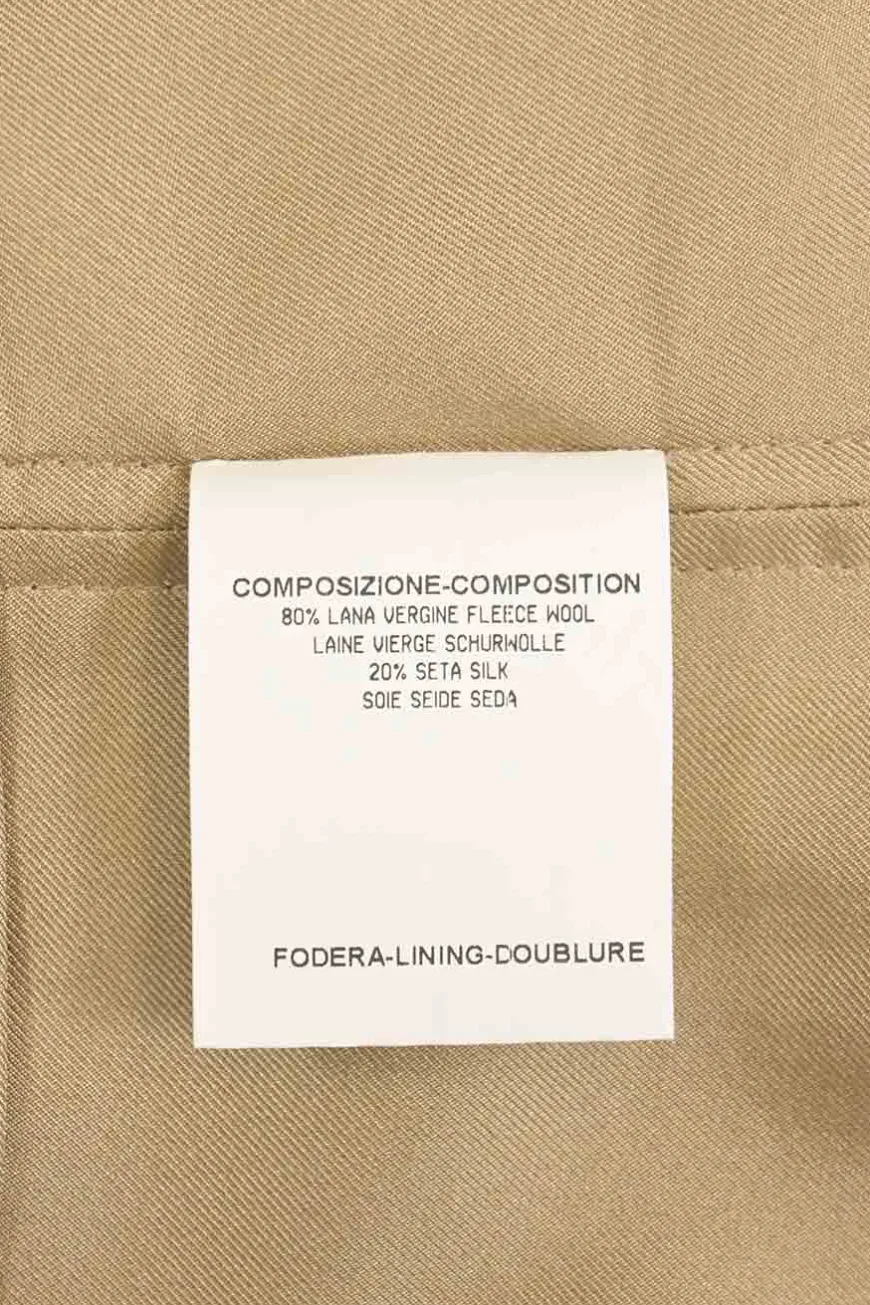 COMPOSIZIONE-COMPOSITION
80% LANA VERGINE FLEECE WOOL
LAINE VIERGE SCHURWOLLE
20% SETA SILK
SOIE SEIDE SEDA
FODERA-LINING-DOUBLURE